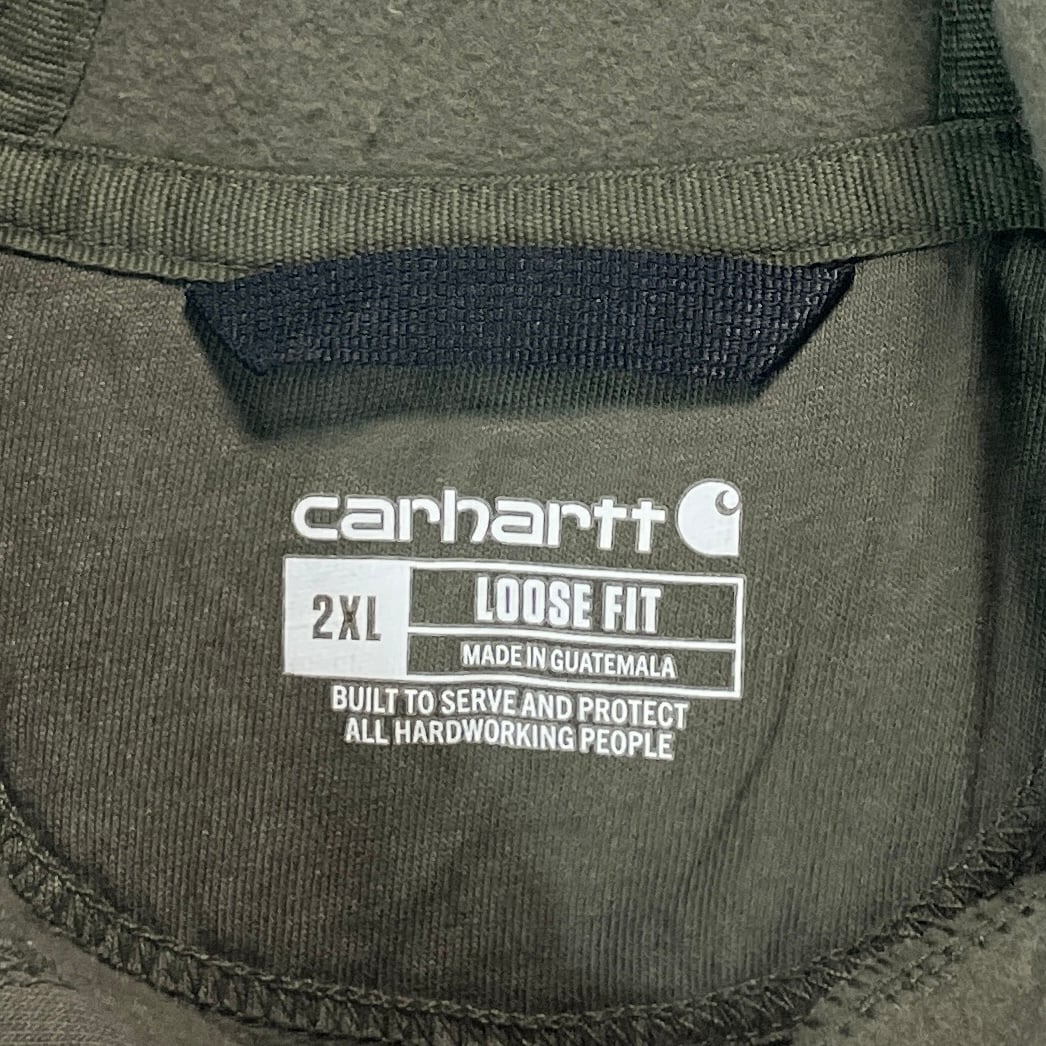 carhartt
2XL
LOOSE FIT
MADE IN GUATEMALA
BUILT TO SERVE AND PROTECT
ALL HARDWORKING PEOPLE